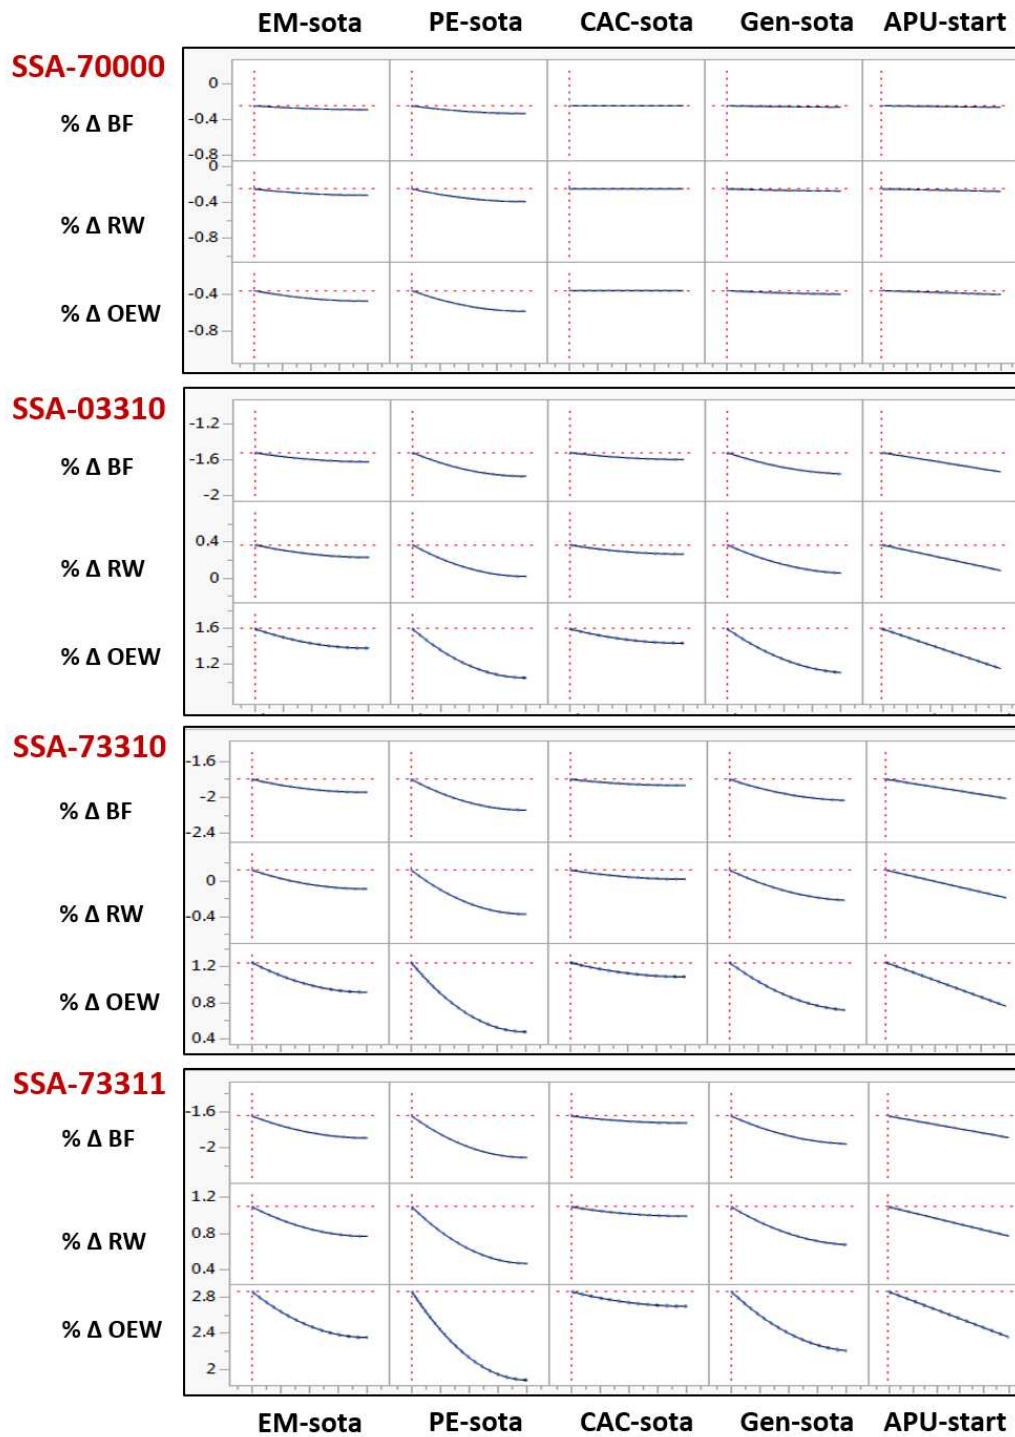 EM-sota PE-sota CAC-sota Gen-sota APU-start
SSA-70000
0
% Δ BF
-0.4
-0.8
0
-0.4
% Δ RW
-0.8
-0.4
% Δ OEW
-0.8
SSA-03310
-1.2
% Δ BF
-1.6
-2
0.4
% Δ RW
0
1.6
% Δ OEW
1.2
SSA-73310
-1.6
% Δ BF
-2
-2.4
0
% Δ RW
-0.4
1.2
% Δ OEW
0.8
0.4
SSA-73311
-1.6
% Δ BF
-2
1.2
% Δ RW
0.8
0.4
2.8
% Δ OEW
2.4
2
EM-sota PE-sota CAC-sota Gen-sota APU-start